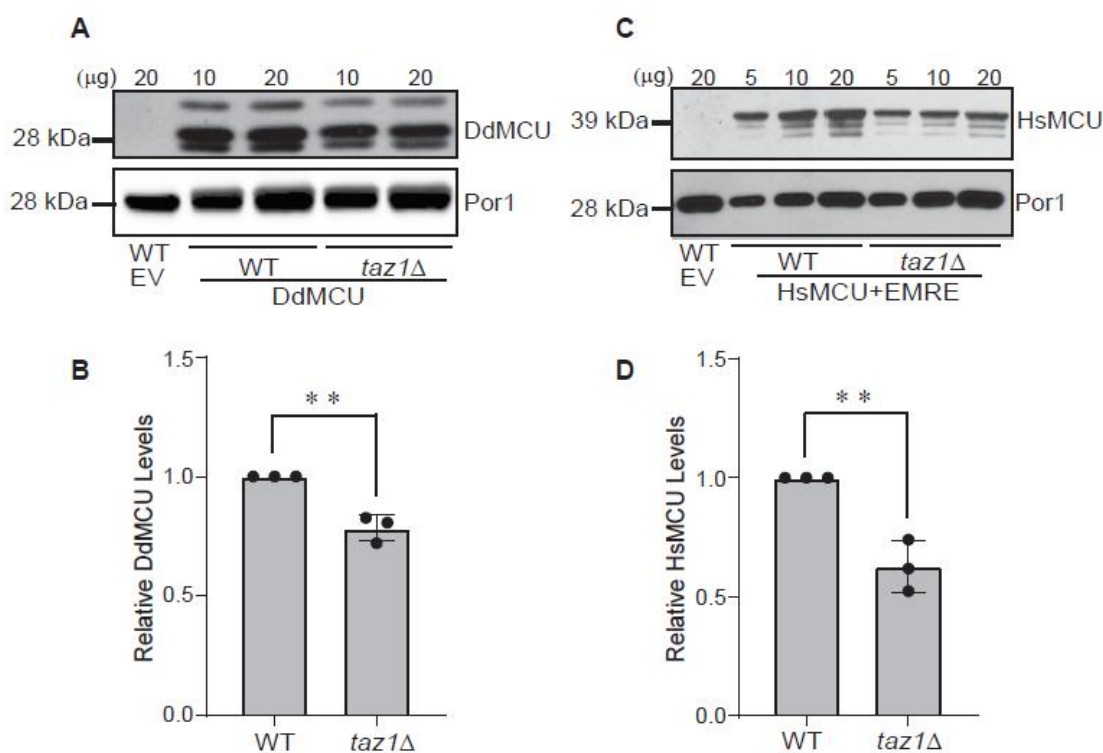 A
(μg) 20 10 20 10 20
28 kDa
DdMCU
28 kDa
Por1
WT
EV
WT taz1Δ
DdMCU
C
(μg) 20 5 10 20 5 10 20
39 kDa
HsMCU
28 kDa
Por1
WT
EV
WT taz1Δ
HsMCU+EMRE
B
Relative DdMCU Levels
1.5
1.0
0.5
0.0
* *
WT taz1Δ
D
Relative HsMCU Levels
1.5
1.0
0.5
0.0
* *
WT taz1Δ